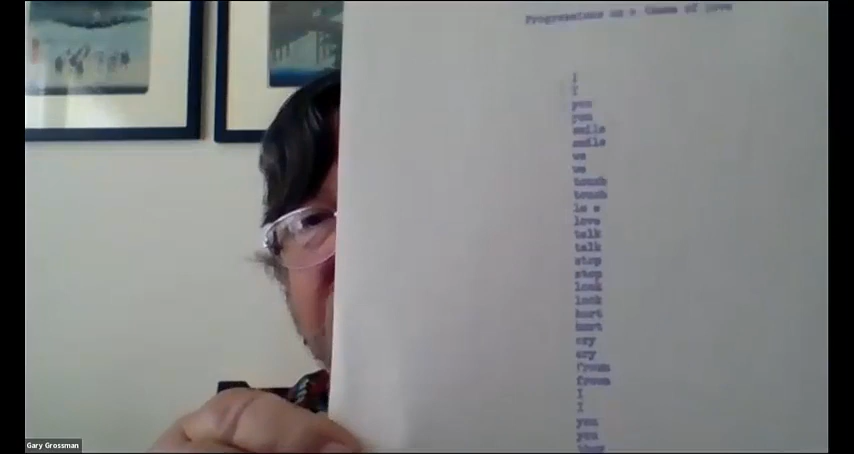 Progressions on a theme of love
I
I
you
you
smile
smile
we
we
touch
touch
love
talk
talk
stop
stop
look
look
hurt
hurt
cry
cry
frown
frown
I
I
you
you
Gary Grossman